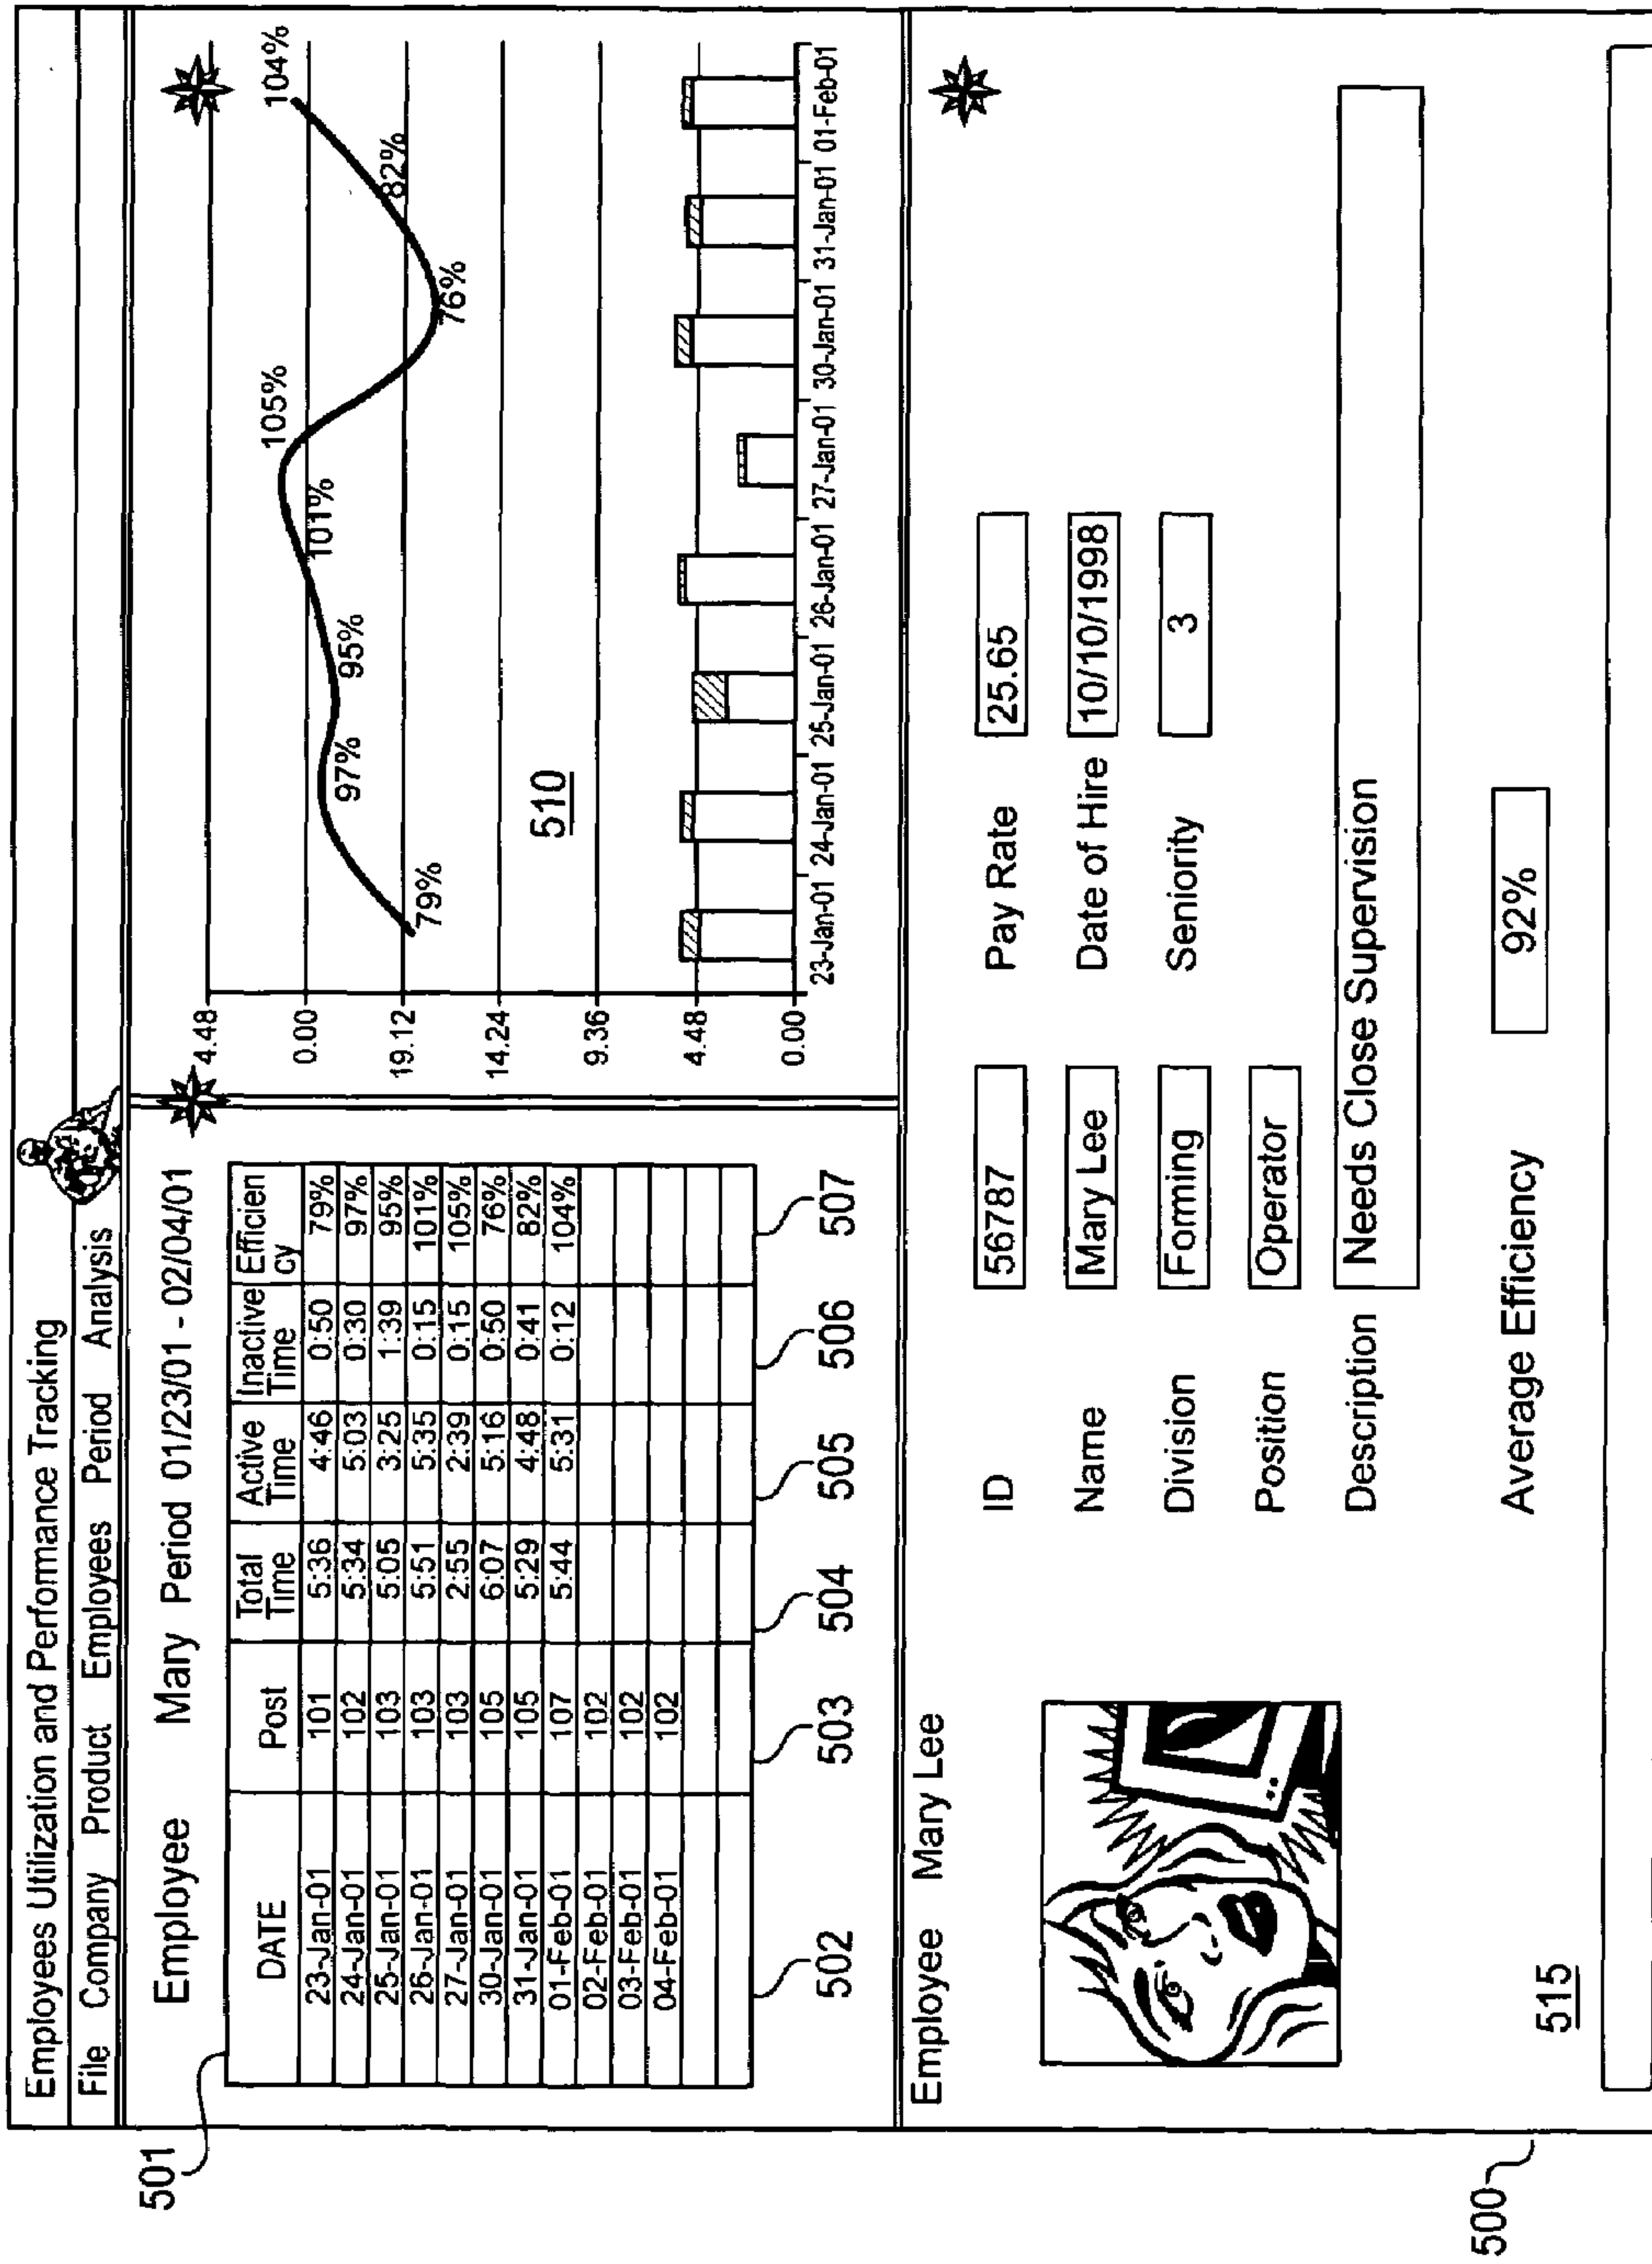 Employees Utilization and Performance Tracking
File Company Product Employees Period Analysis
501
Employee Mary Period 01/23/01 - 02/04/01
DATE Post Total Time Active Time Inactive Time Efficien cy
23-Jan-01 101 5:36 4:46 0:50 79%
24-Jan-01 102 5:34 5:03 0:30 97%
25-Jan-01 103 5:05 3:25 1:39 95%
26-Jan-01 103 5:51 5:35 0:15 101%
27-Jan-01 103 2:55 2:39 0:15 105%
30-Jan-01 105 6:07 5:16 0:50 76%
31-Jan-01 105 5:29 4:48 0:41 82%
01-Feb-01 107 5:44 5:31 0:12 104%
02-Feb-01 102
03-Feb-01 102
04-Feb-01 102
502 503 504 505 506 507
4.48
0.00
19.12
14.24
9.36
4.48
0.00
79% 97% 95% 101% 105% 76% 82% 104%
510
23-Jan-01 24-Jan-01 25-Jan-01 26-Jan-01 27-Jan-01 30-Jan-01 31-Jan-01 01-Feb-01
Employee Mary Lee
ID 56787 Pay Rate 25.65
Name Mary Lee Date of Hire 10/10/1998
Division Foming Seniority 3
Position Operator
Description Needs Close Supervision
Average Efficiency 92%
515
500